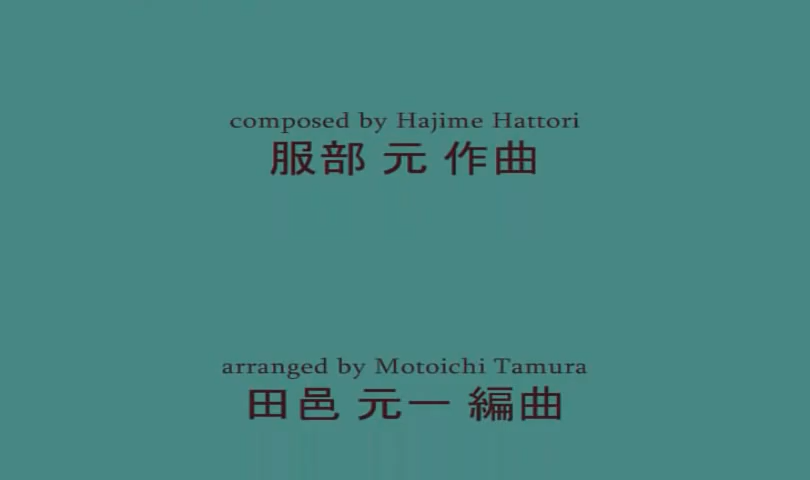 composed by Hajime Hattori
服部 元 作曲
arranged by Motoichi Tamura
田邑 元一 編曲